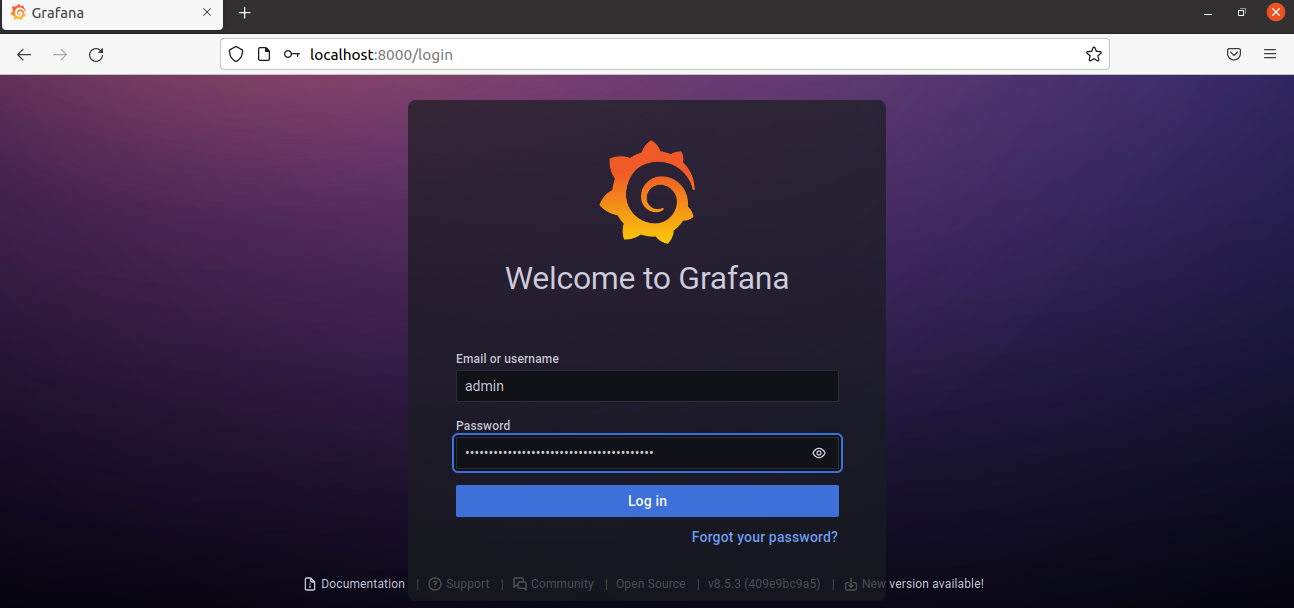 Grafana
localhost:8000/login
Welcome to Grafana
Email or username
admin
Password
••••••••••••••••••••••••••••••••••••••••
Log in
Forgot your password?
Documentation | Support | Community | Open Source | v8.5.3 (409e9bc9a5) | New version available!